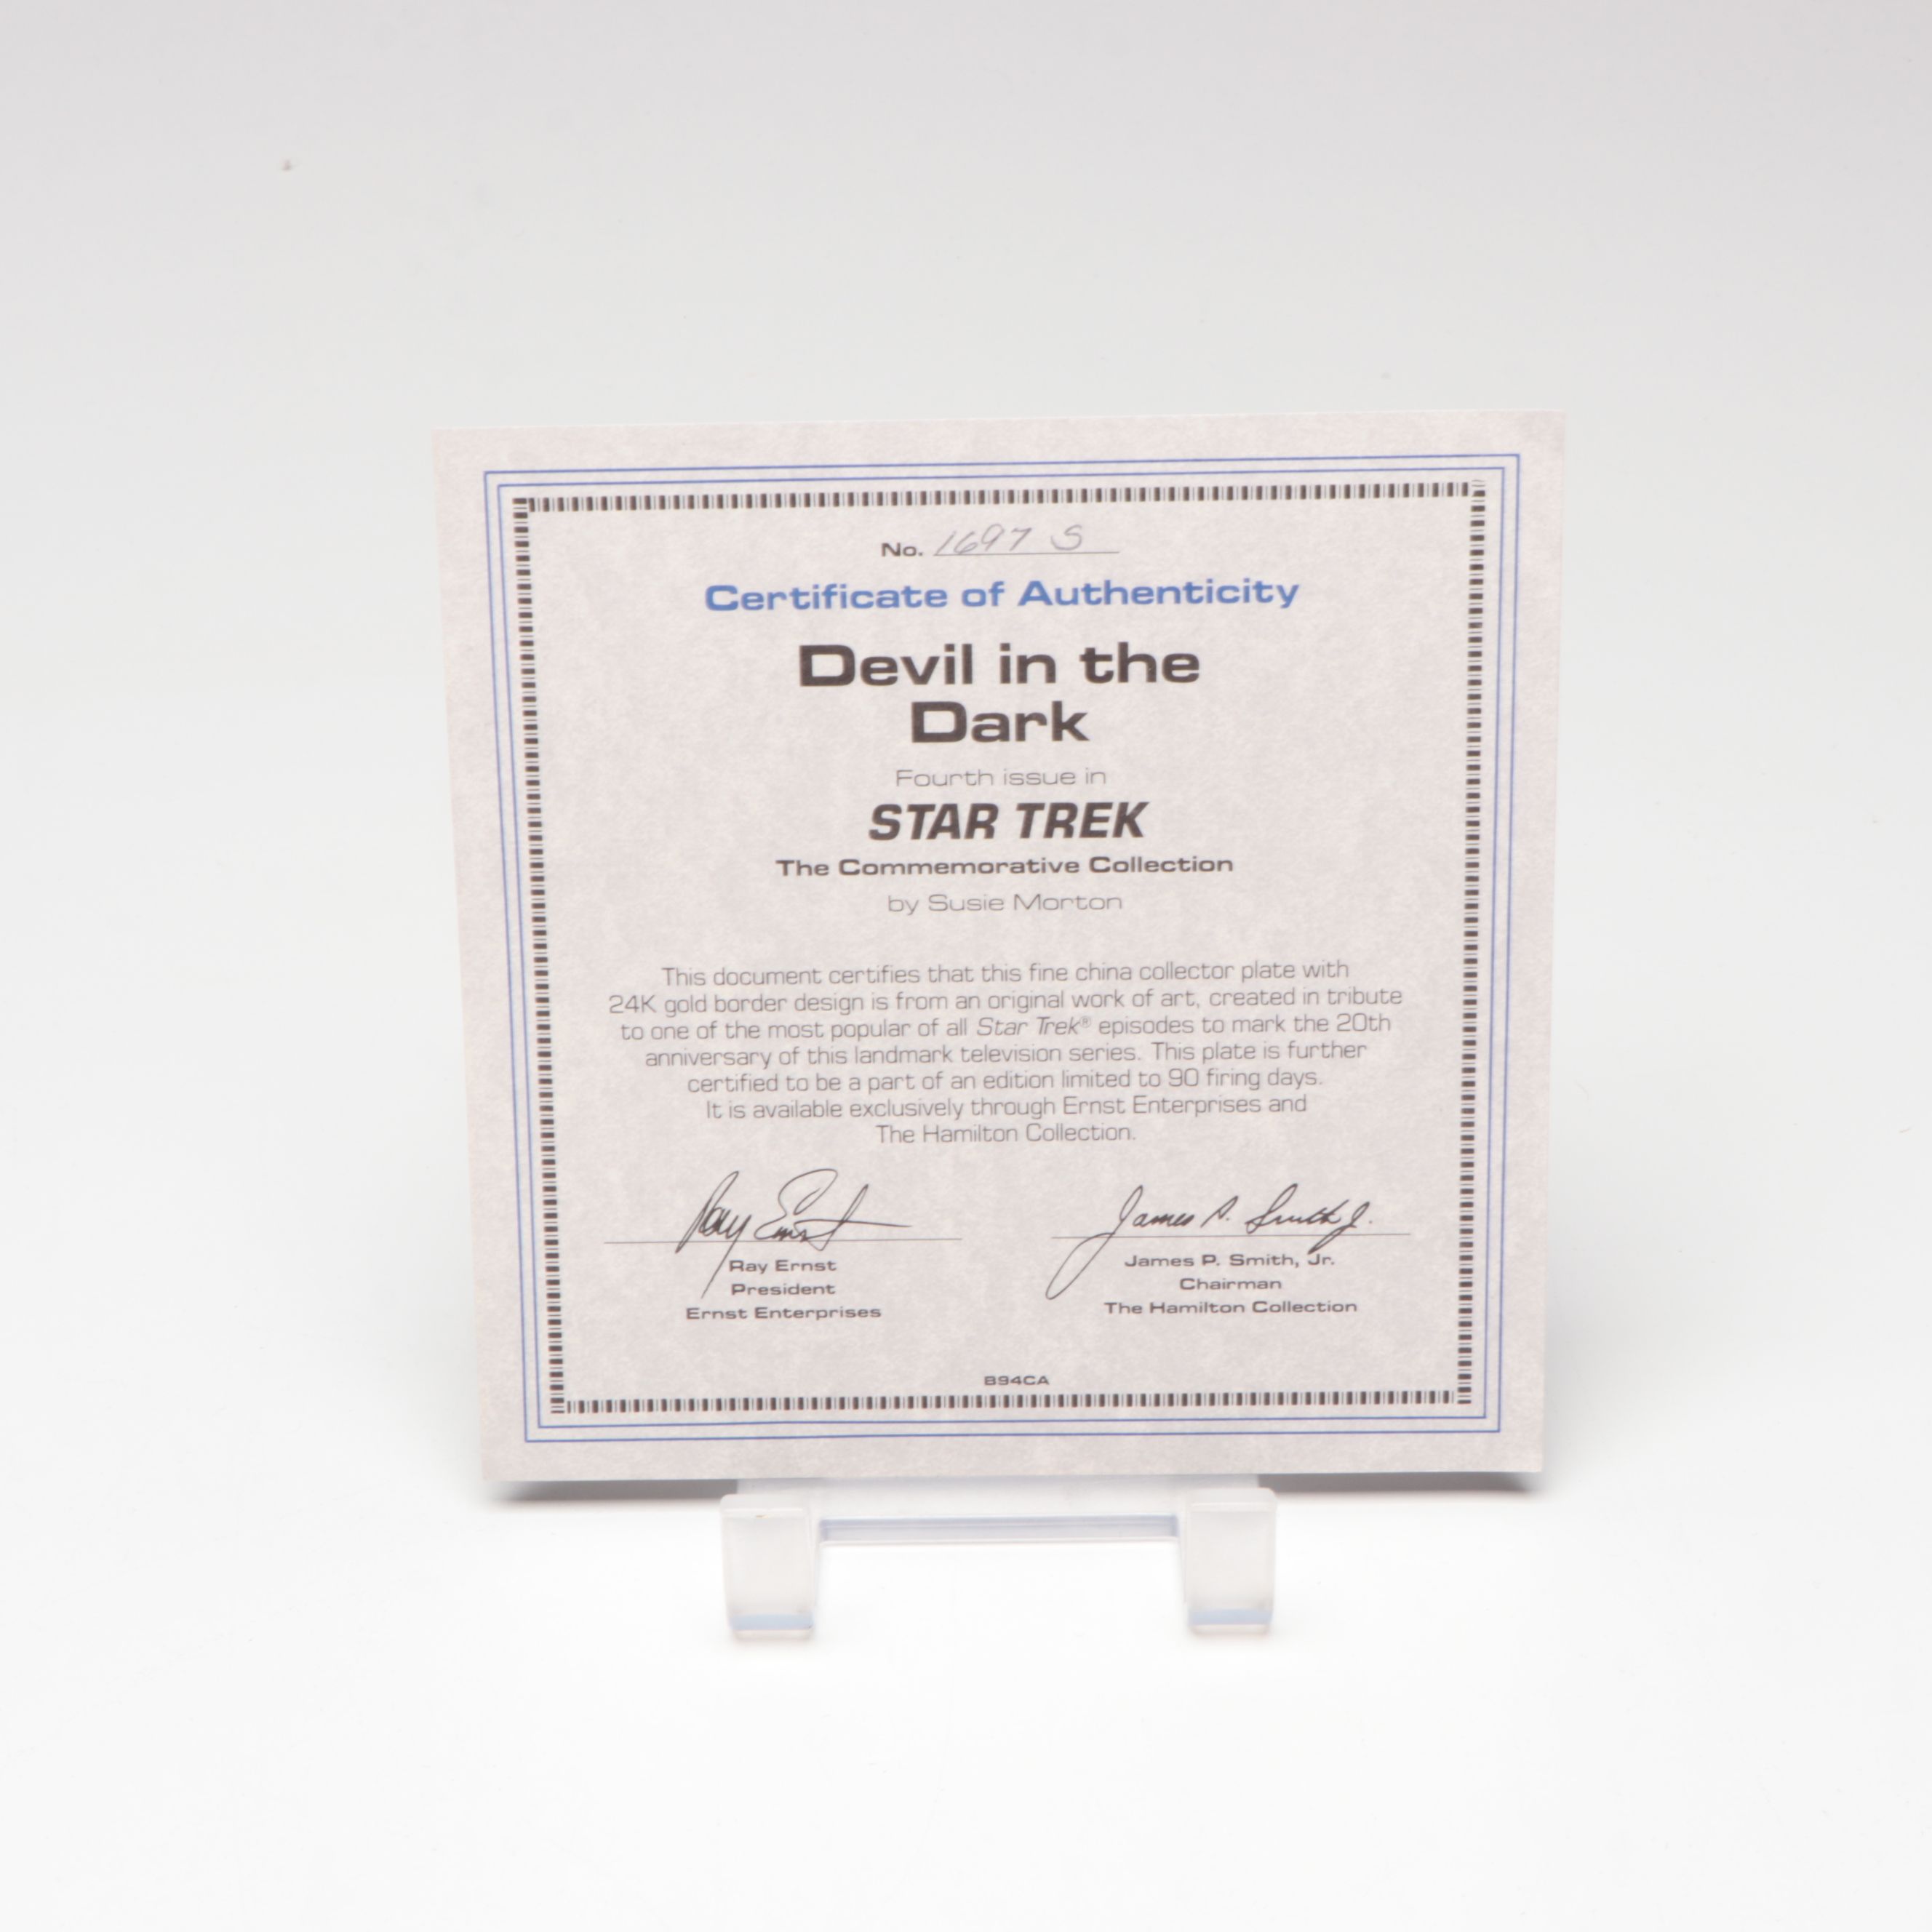 No. 1697 S
Certificate of Authenticity
Devil in the
Dark
Fourth issue in
STAR TREK
The Commemorative Collection
by Susie Morton
This document certifies that this fine china collector plate with
24K gold border design is from an original work of art, created in tribute
to one of the most popular of all Star Trek® episodes to mark the 20th
anniversary of this landmark television series. This plate is further
certified to be a part of an edition limited to 90 firing days.
It is available exclusively through Ernst Enterprises and
The Hamilton Collection.
Ray Ernst James P. Smith Jr.
Ray Ernst James P. Smith, Jr.
President Chairman
Ernst Enterprises The Hamilton Collection
B94CA